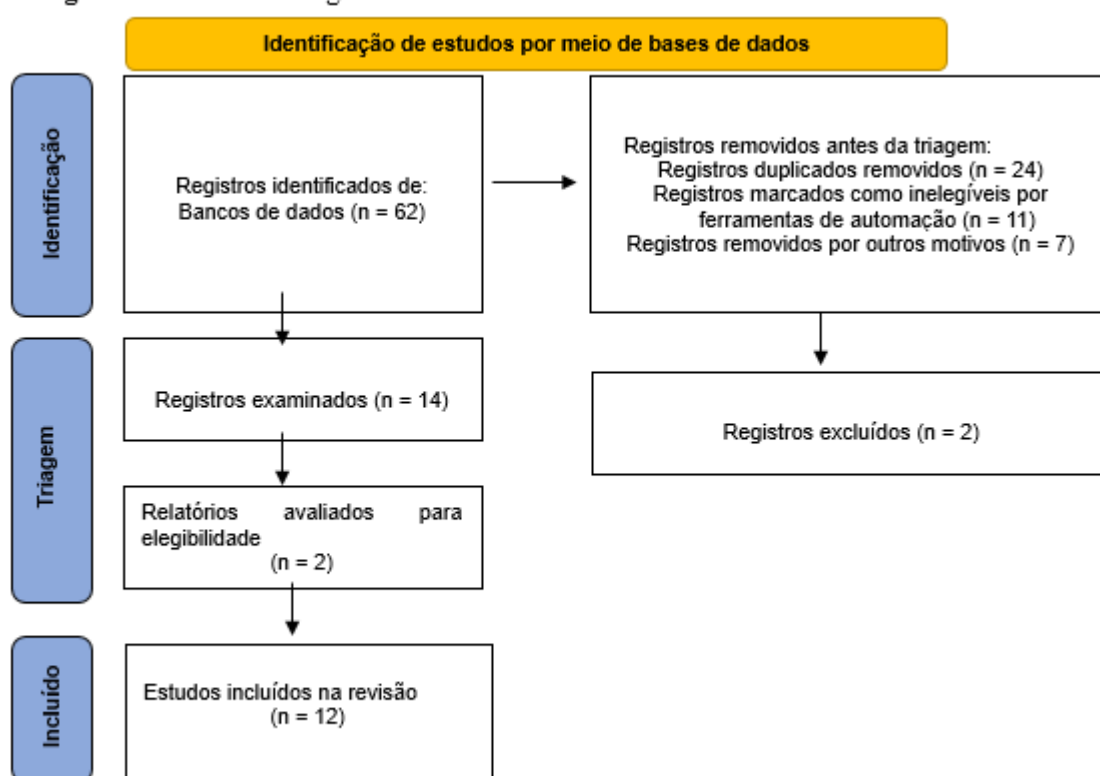 Identificação de estudos por meio de bases de dados
Identificação
Registros identificados de:
Bancos de dados (n = 62)
Registros removidos antes da triagem:
Registros duplicados removidos (n = 24)
Registros marcados como inelegíveis por
ferramentas de automação (n = 11)
Registros removidos por outros motivos (n = 7)
Triagem
Registros examinados (n = 14)
Registros excluídos (n = 2)
Relatórios avaliados para
elegibilidade
(n = 2)
Incluído
Estudos incluídos na revisão
(n = 12)